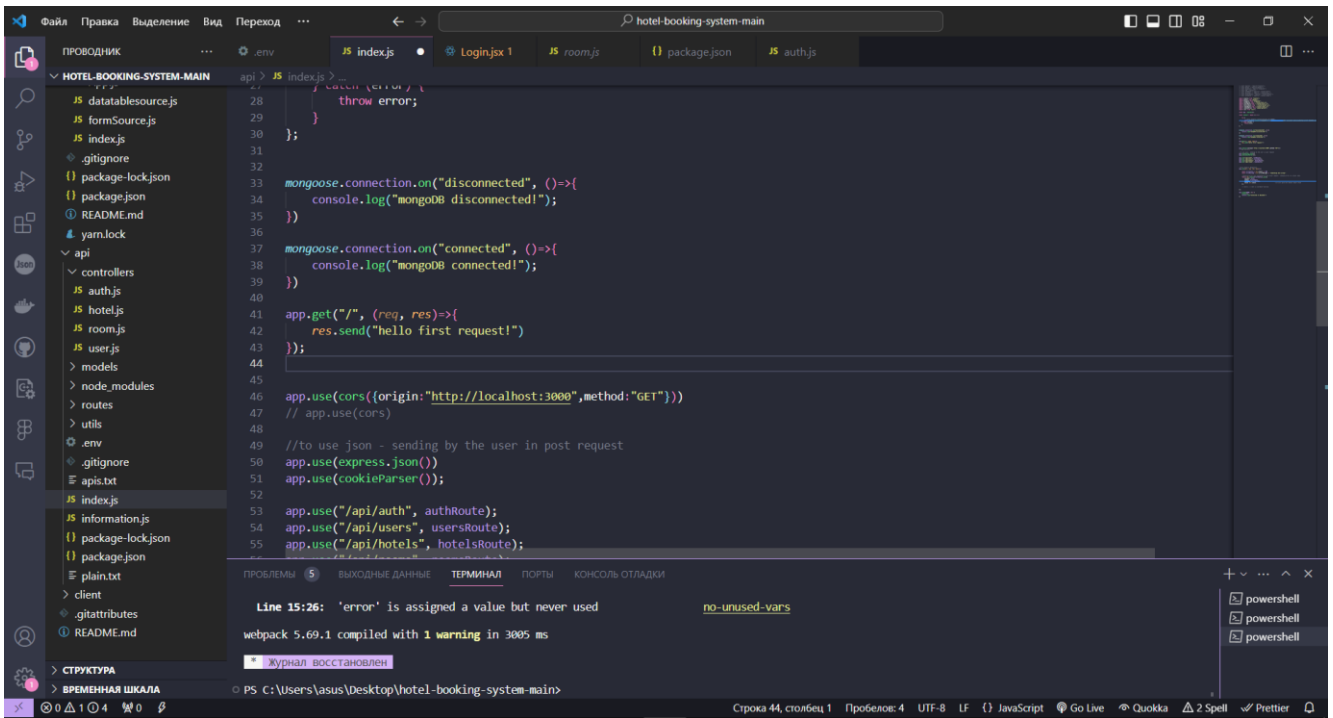 Файл Правка Выделение Вид Переход ··· ← → hotel-booking-system-main
ПРОВОДНИК ···
HOTEL-BOOKING-SYSTEM-MAIN
JS datatablesource.js
JS formSource.js
JS index.js
.gitignore
{} package-lock.json
{} package.json
README.md
yarn.lock
api
controllers
JS auth.js
JS hotel.js
JS room.js
JS user.js
> models
> node_modules
> routes
> utils
.env
.gitignore
apis.txt
JS index.js
JS information.js
{} package-lock.json
{} package.json
plain.txt
> client
.gitattributes
README.md
> СТРУКТУРА
> ВРЕМЕННАЯ ШКАЛА
Json
.env JS index.js ● Login.jsx 1 JS room.js {} package.json JS auth.js
api > JS index.js > ...
27 } catch (error) {
28 throw error;
29 }
30 };
31
32
33 mongoose.connection.on("disconnected", ()=>{
34 console.log("mongoDB disconnected!");
35 })
36
37 mongoose.connection.on("connected", ()=>{
38 console.log("mongoDB connected!");
39 })
40
41 app.get("/", (req, res)=>{
42 res.send("hello first request!")
43 });
44
45
46 app.use(cors({origin:"http://localhost:3000",method:"GET"}))
47 // app.use(cors)
48
49 //to use json - sending by the user in post request
50 app.use(express.json())
51 app.use(cookieParser());
52
53 app.use("/api/auth", authRoute);
54 app.use("/api/users", usersRoute);
55 app.use("/api/hotels", hotelsRoute);
ПРОБЛЕМЫ 5 ВЫХОДНЫЕ ДАННЫЕ ТЕРМИНАЛ ПОРТЫ КОНСОЛЬ ОТЛАДКИ
Line 15:26: 'error' is assigned a value but never used no-unused-vars
webpack 5.69.1 compiled with 1 warning in 3005 ms
* Журнал восстановлен
PS C:\Users\asus\Desktop\hotel-booking-system-main>
powershell
powershell
powershell
0 1 4 0 Строка 44, столбец 1 Пробелов: 4 UTF-8 LF {} JavaScript Go Live Quokka 2 Spell Prettier